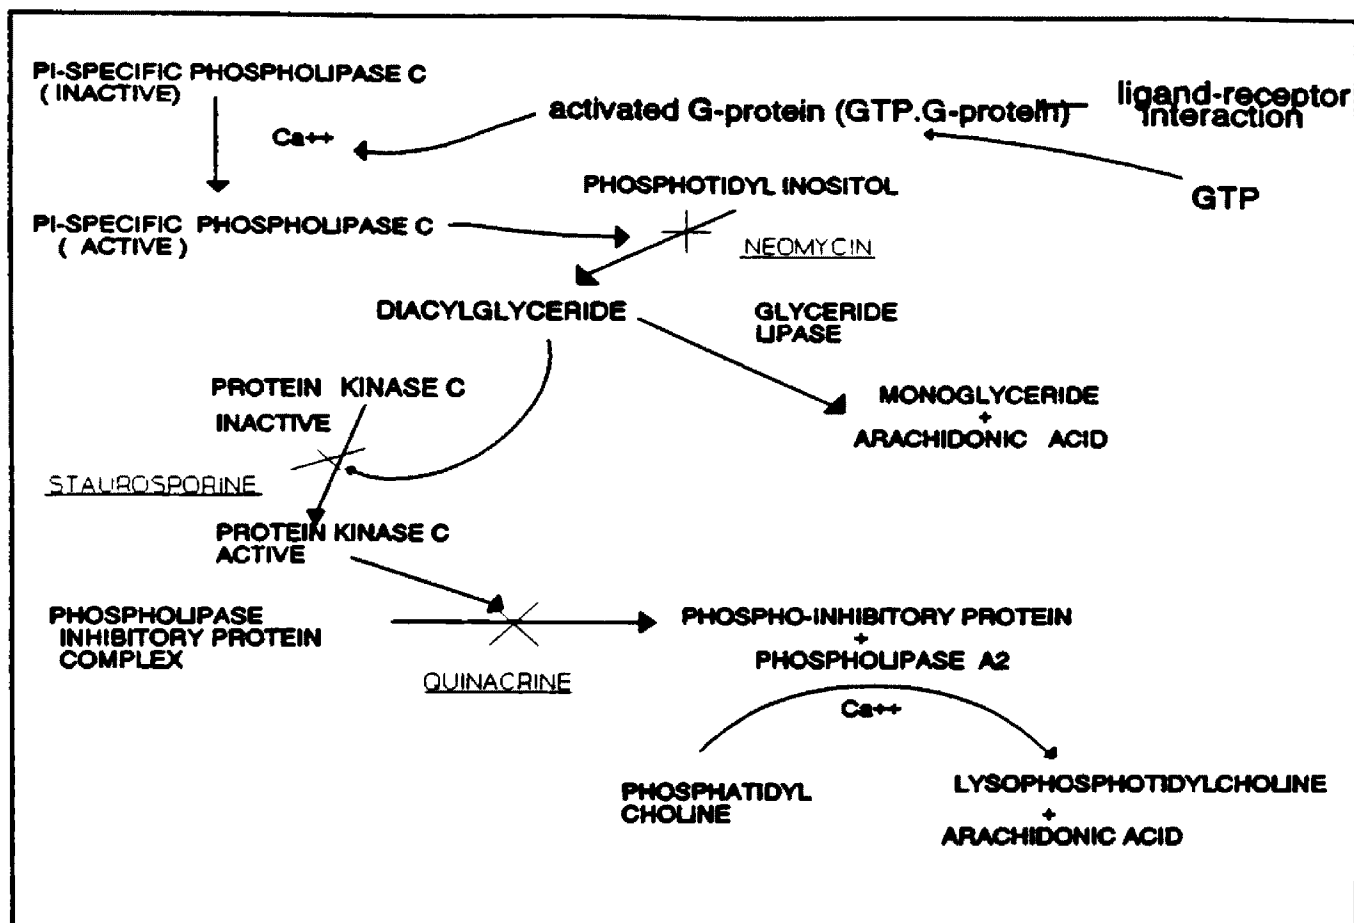 PI-SPECIFIC PHOSPHOLIPASE C
( INACTIVE)
Ca++
activated G-protein (GTP.G-protein)
ligand-receptor
interaction
GTP
PHOSPHOTIDYL INOSITOL
PI-SPECIFIC PHOSPHOLIPASE C
( ACTIVE )
NEOMYCIN
DIACYLGLYCERIDE
GLYCERIDE
LIPASE
PROTEIN KINASE C
INACTIVE
MONOGLYCERIDE
+
ARACHIDONIC ACID
STAUROSPORINE
PROTEIN KINASE C
ACTIVE
PHOSPHOLIPASE
INHIBITORY PROTEIN
COMPLEX
PHOSPHO-INHIBITORY PROTEIN
+
PHOSPHOLIPASE A2
QUINACRINE
Ca++
PHOSPHATIDYL
CHOLINE
LYSOPHOSPHOTIDYLCHOLINE
+
ARACHIDONIC ACID